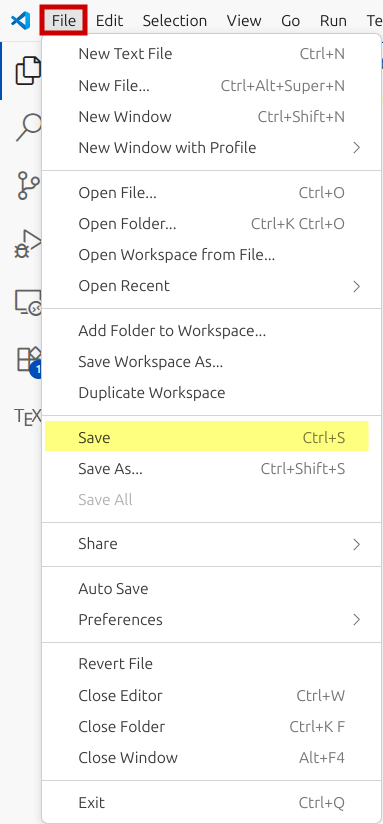 File Edit Selection View Go Run Te
New Text File Ctrl+N
New File... Ctrl+Alt+Super+N
New Window Ctrl+Shift+N
New Window with Profile
Open File... Ctrl+O
Open Folder... Ctrl+K Ctrl+O
Open Workspace from File...
Open Recent
Add Folder to Workspace...
Save Workspace As...
Duplicate Workspace
1
TEX
Save Ctrl+S
Save As... Ctrl+Shift+S
Save All
Share
Auto Save
Preferences
Revert File
Close Editor Ctrl+W
Close Folder Ctrl+K F
Close Window Alt+F4
Exit Ctrl+Q